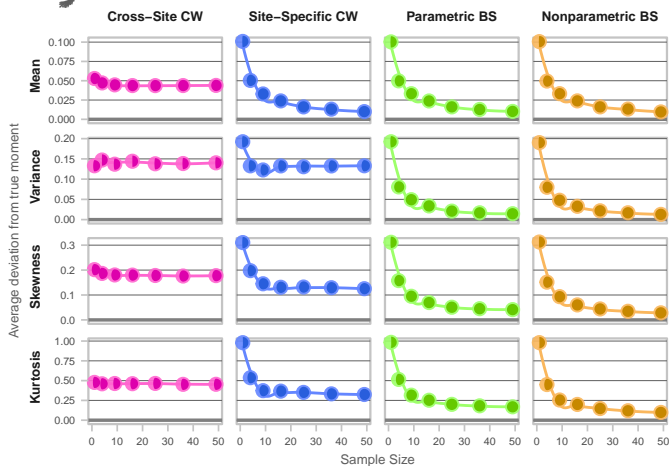 Cross-Site CW Site-Specific CW Parametric BS Nonparametric BS
Average deviation from true moment
Mean
0.100
0.075
0.050
0.025
0.000
Variance
0.20
0.15
0.10
0.05
0.00
Skewness
0.3
0.2
0.1
0.0
Kurtosis
1.00
0.75
0.50
0.25
0.00
0 10 20 30 40 50 0 10 20 30 40 50 0 10 20 30 40 50 0 10 20 30 40 50
Sample Size